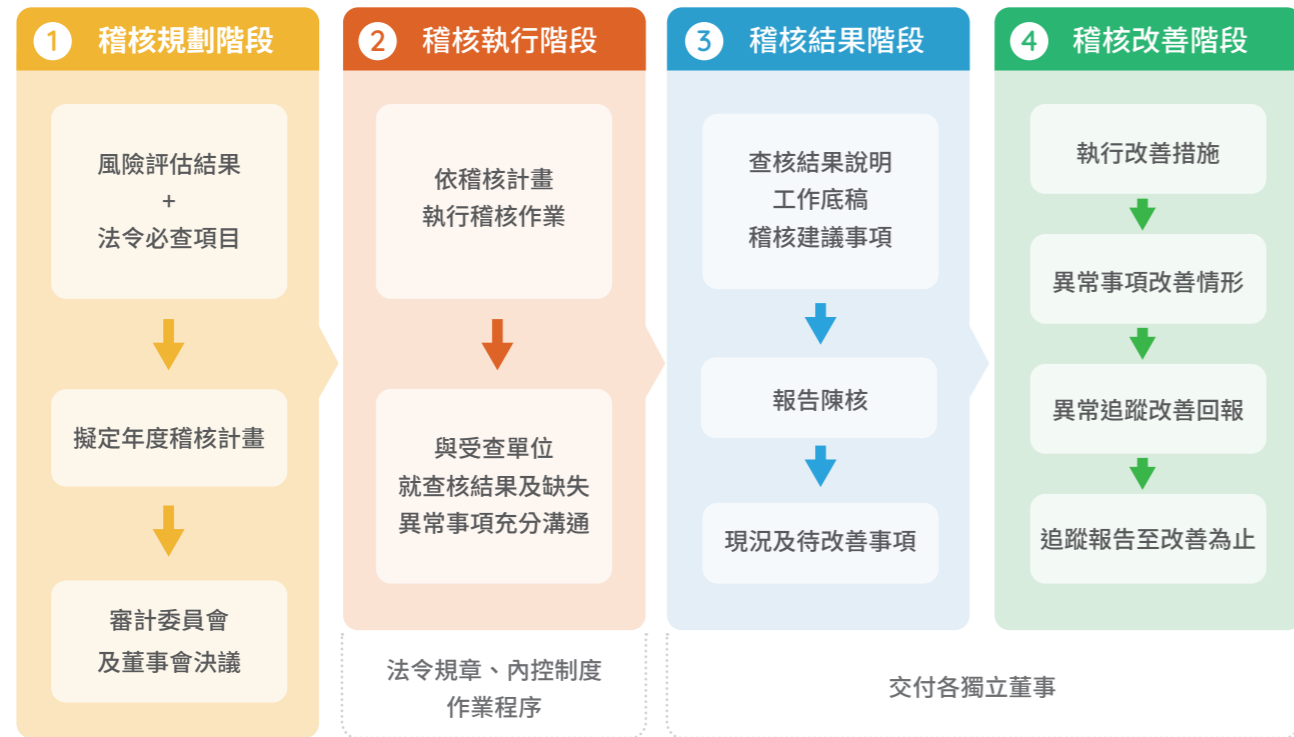 1 稽核規劃階段
風險評估結果
+
法令必查項目
擬定年度稽核計畫
審計委員會
及董事會決議
2 稽核執行階段
依稽核計畫
執行稽核作業
與受查單位
就查核結果及缺失
異常事項充分溝通
法令規章、內控制度
作業程序
3 稽核結果階段
查核結果說明
工作底稿
稽核建議事項
報告陳核
現況及待改善事項
4 稽核改善階段
執行改善措施
異常事項改善情形
異常追蹤改善回報
追蹤報告至改善為止
交付各獨立董事